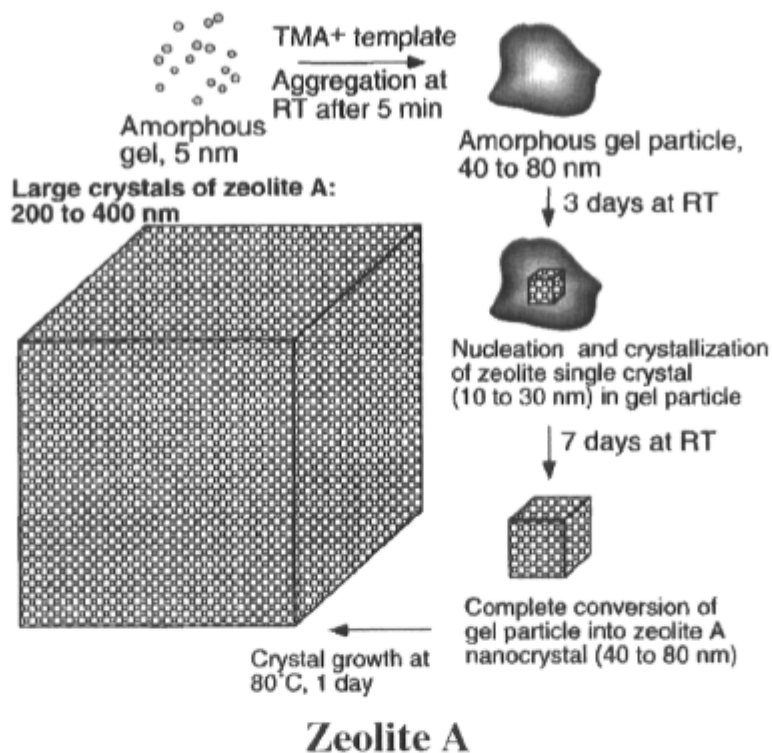 TMA+ template
Aggregation at
RT after 5 min
Amorphous
gel, 5 nm
Amorphous gel particle,
40 to 80 nm
Large crystals of zeolite A:
200 to 400 nm
3 days at RT
Nucleation and crystallization
of zeolite single crystal
(10 to 30 nm) in gel particle
7 days at RT
Complete conversion of
gel particle into zeolite A
nanocrystal (40 to 80 nm)
Crystal growth at
80°C, 1 day
Zeolite A